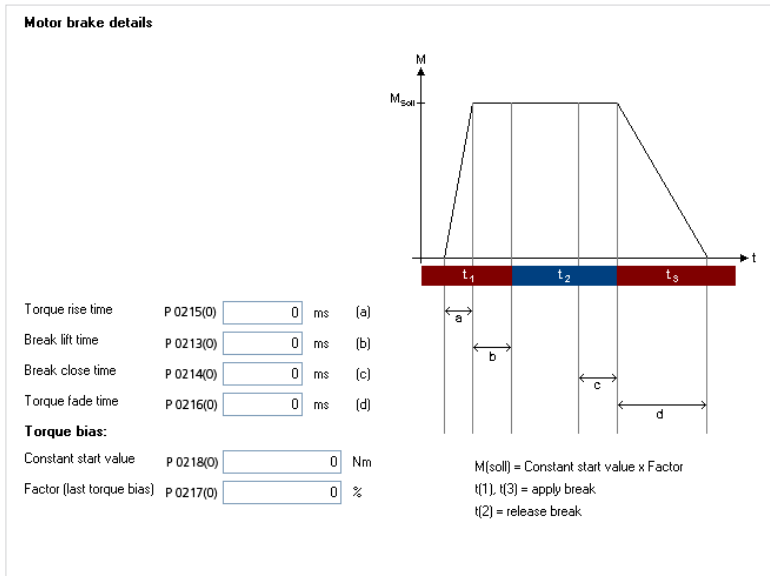 Motor brake details
M
MSoll
t
t1 t2 t3
Torque rise time P 0215(0) 0 ms (a)
a
Break lift time P 0213(0) 0 ms (b)
b
Break close time P 0214(0) 0 ms (c)
c
Torque fade time P 0216(0) 0 ms (d)
d
Torque bias:
Constant start value P 0218(0) 0 Nm
Factor (last torque bias) P 0217(0) 0 %
M(soll) = Constant start value x Factor
t(1), t(3) = apply break
t(2) = release break